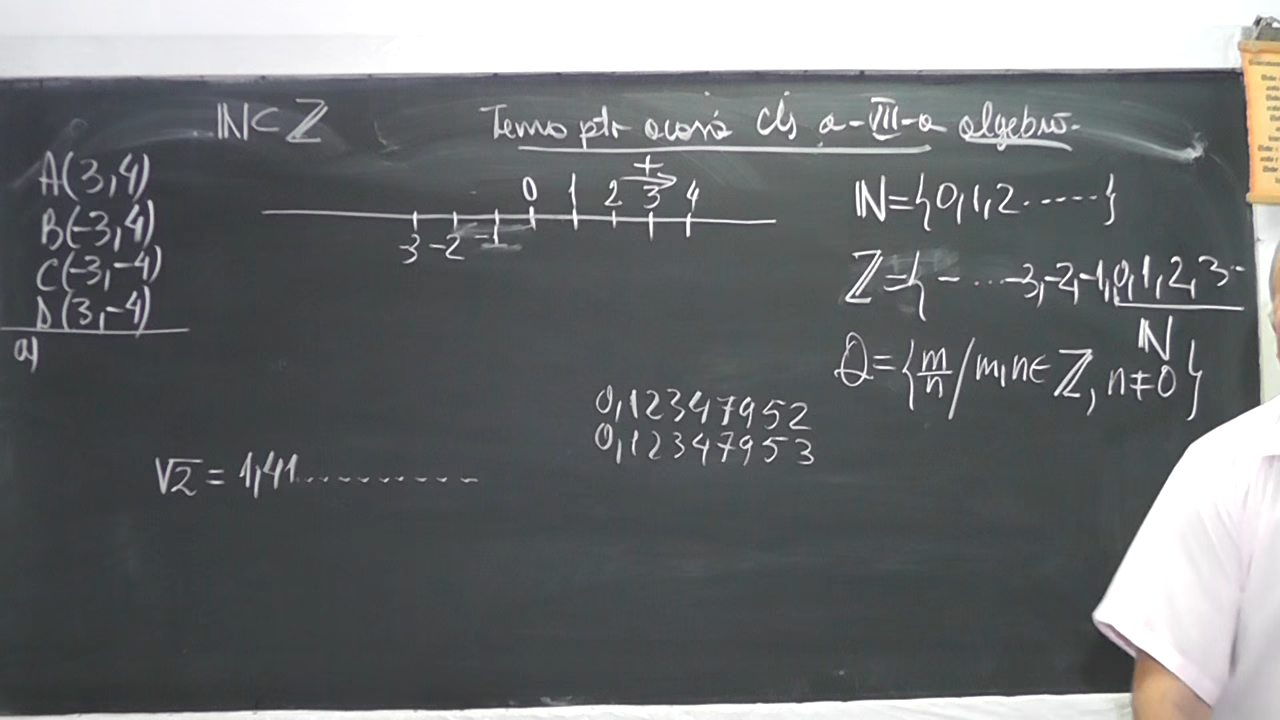 ℕ⊂ℤ
Tema ptr acasă cls a-VIII-a algebră.
A(3,4)
B(-3,4)
C(-3,-4)
D(3,-4)
a)
+
0 1 2 3 4
-3 -2 -1
ℕ={0,1,2.....}
ℤ={-...-3,-2,-1,0,1,2,3..
ℕ
Q={m/n / m,n∈ℤ, n≠0}
0,12347952
0,12347953
√2=1,41............